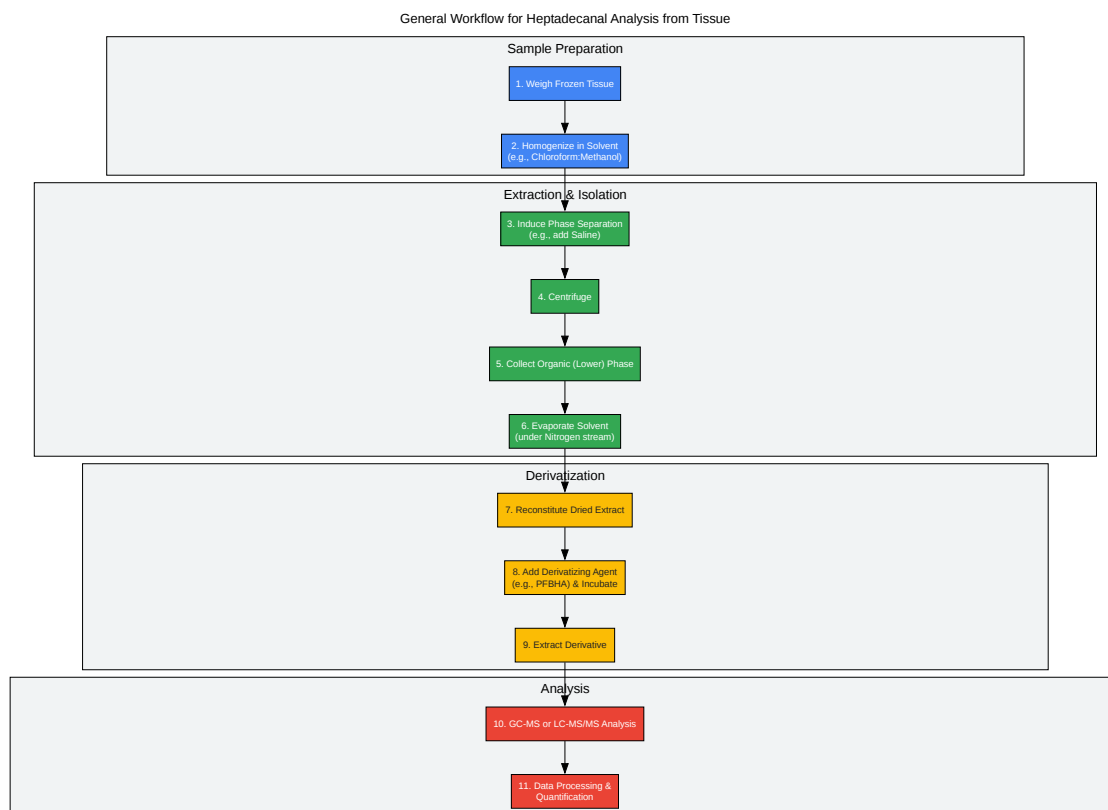 General Workflow for Heptadecanal Analysis from Tissue
Sample Preparation
1. Weigh Frozen Tissue
2. Homogenize in Solvent
(e.g., Chloroform:Methanol)
Extraction & Isolation
3. Induce Phase Separation
(e.g., add Saline)
4. Centrifuge
5. Collect Organic (Lower) Phase
6. Evaporate Solvent
(under Nitrogen stream)
Derivatization
7. Reconstitute Dried Extract
8. Add Derivatizing Agent
(e.g., PFBHA) & Incubate
9. Extract Derivative
Analysis
10. GC-MS or LC-MS/MS Analysis
11. Data Processing &
Quantification